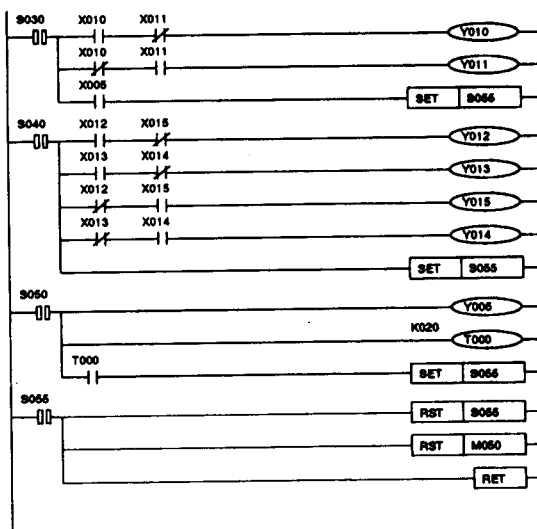 S030 X010 X011 Y010
X010 X011 Y011
X005 SET S055
S040 X012 X015 Y012
X013 X014 Y013
X012 X015 Y015
X013 X014 Y014
SET S055
S050 Y005
K020 T000
T000 SET S055
S055 RST S055
RST M050
RET